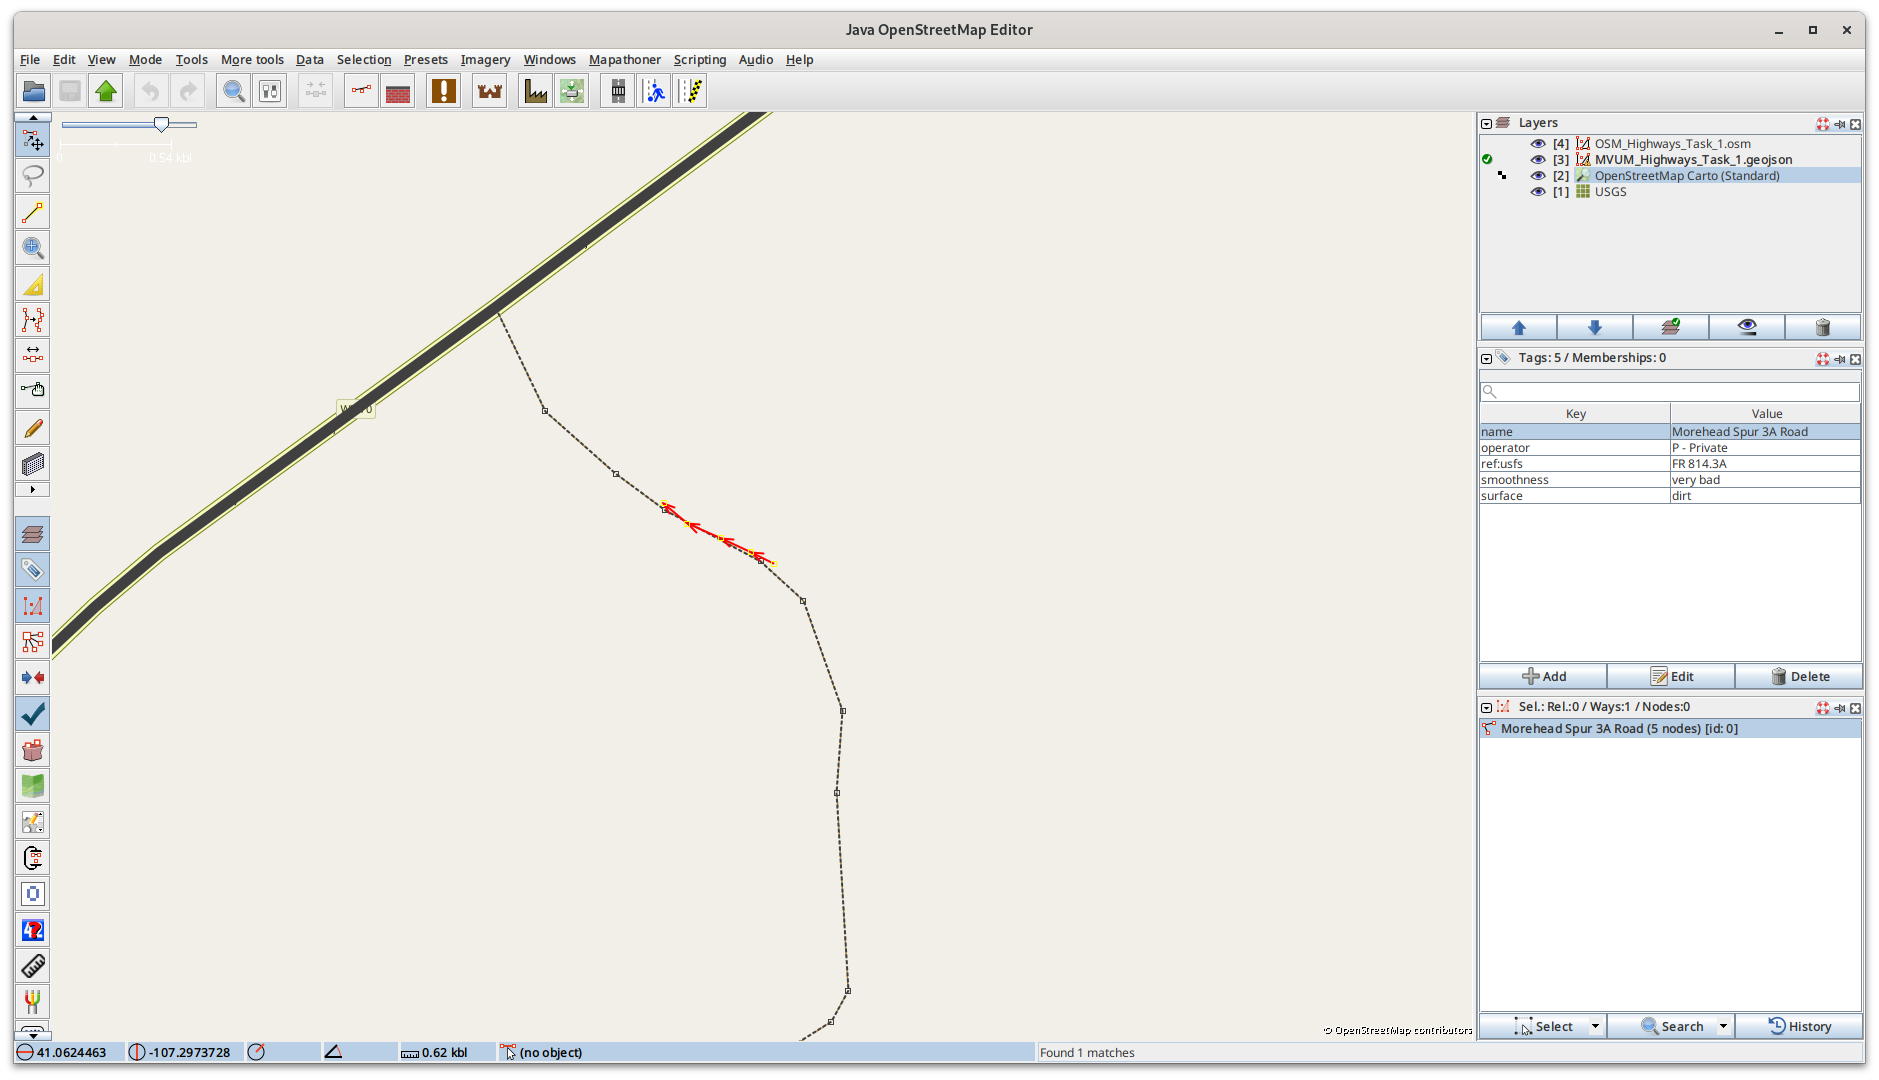 Java OpenStreetMap Editor
File Edit View Mode Tools More tools Data Selection Presets Imagery Windows Mapathoner Scripting Audio Help
0 0.54 kbl
Layers
[4] OSM_Highways_Task_1.osm
[3] MVUM_Highways_Task_1.geojson
[2] OpenStreetMap Carto (Standard)
[1] USGS
Tags: 5 / Memberships: 0
Key Value
name Morehead Spur 3A Road
operator P - Private
ref:usfs FR 814.3A
smoothness very bad
surface dirt
Add Edit Delete
Sel.: Rel.:0 / Ways:1 / Nodes:0
Morehead Spur 3A Road (5 nodes) [id: 0]
© OpenStreetMap contributors
Select Search History
41.0624463 -107.2973728 0.62 kbl (no object) Found 1 matches